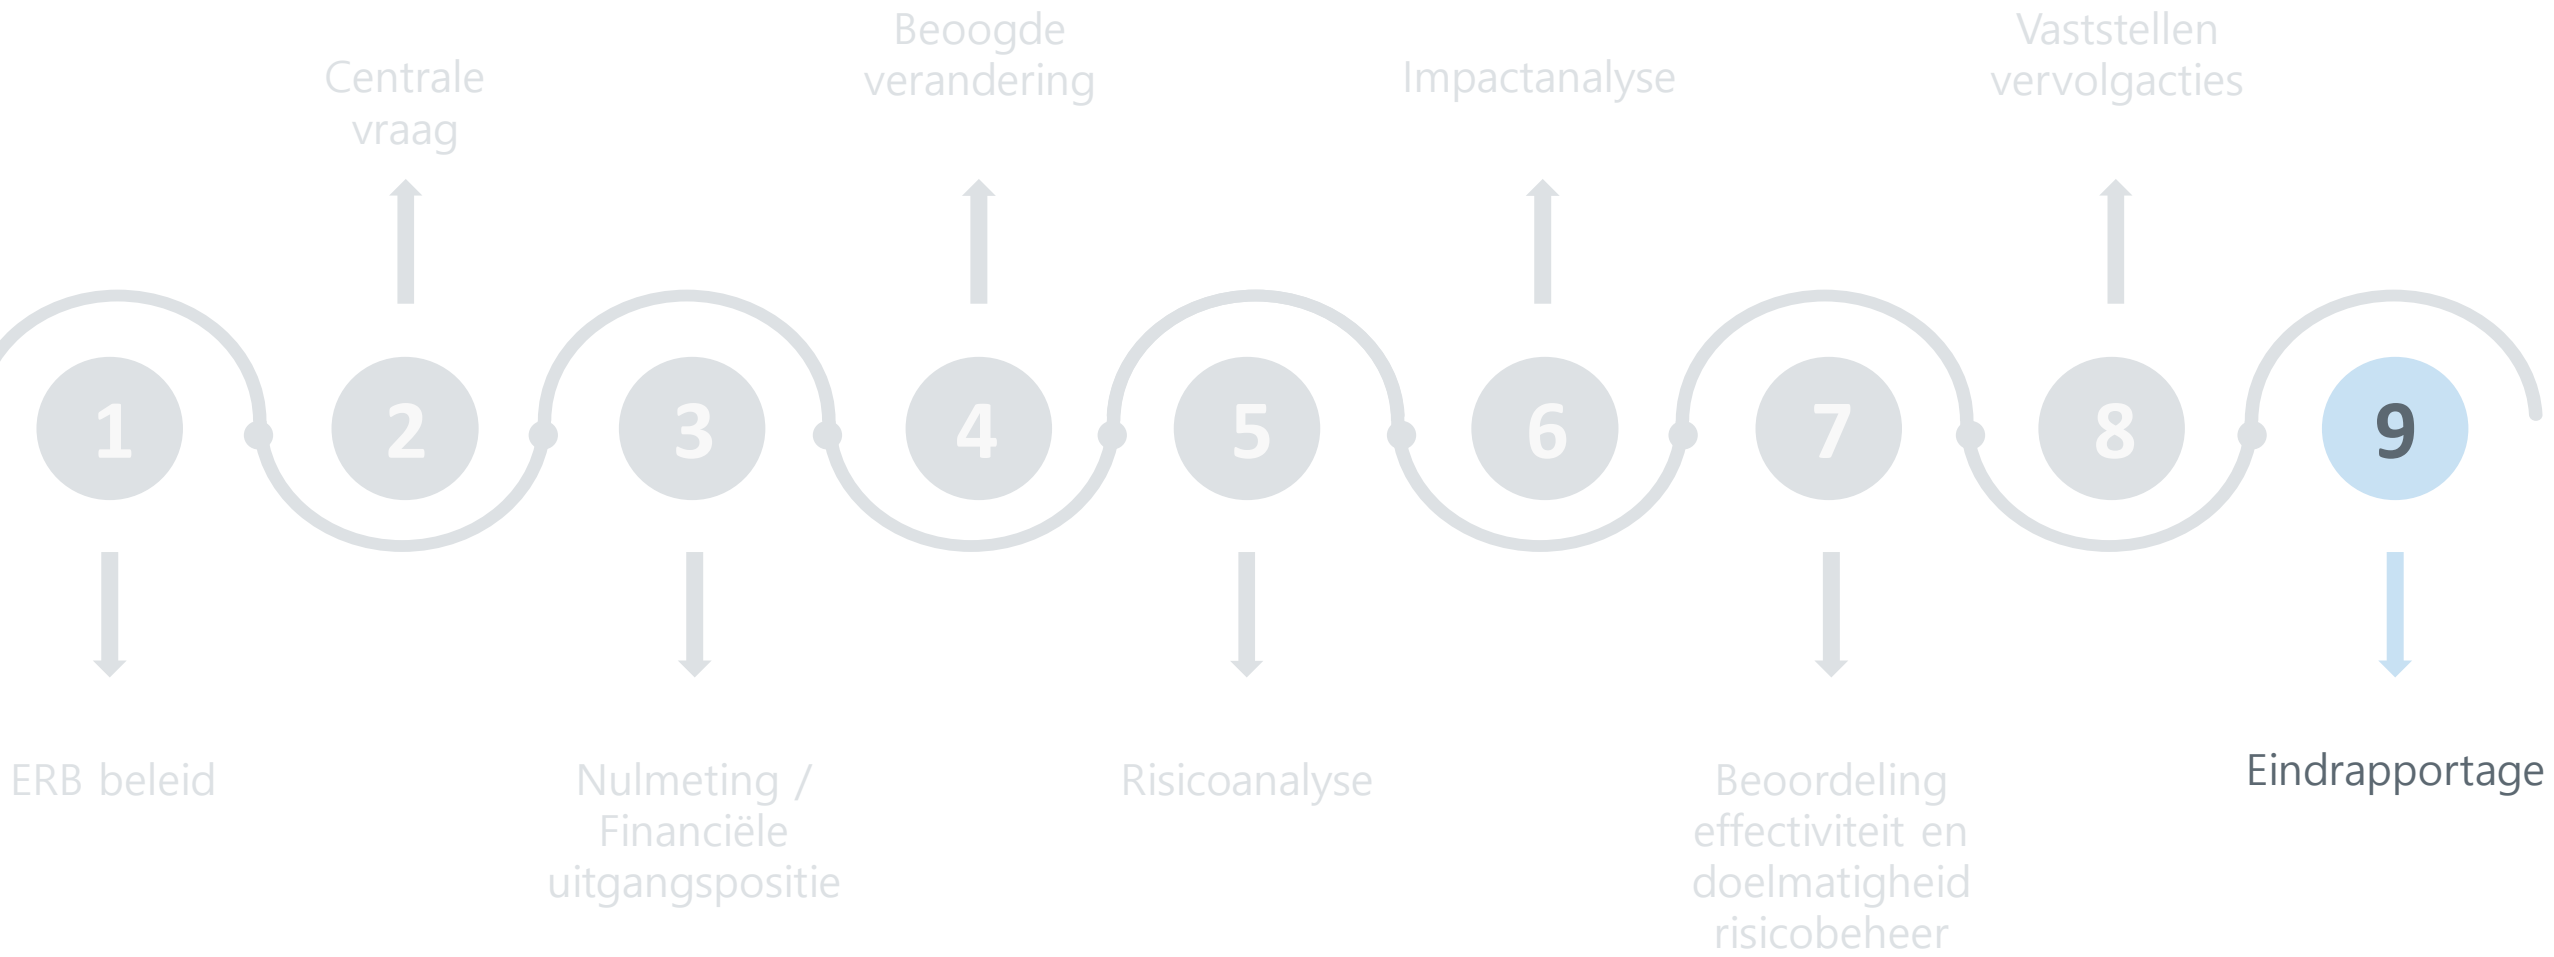 Centrale
vraag
Beoogde
verandering
Impactanalyse
Vaststellen
vervolgacties
1
2
3
4
5
6
7
8
9
ERB beleid
Nulmeting /
Financiële
uitgangspositie
Risicoanalyse
Beoordeling
effectiviteit en
doelmatigheid
risicobeheer
Eindrapportage